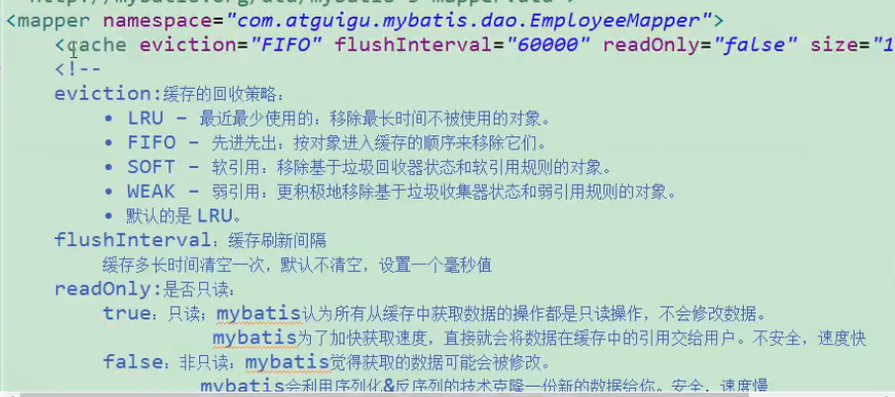 <mapper namespace="com.atguigu.mybatis.dao.EmployeeMapper">
<cache eviction="FIFO" flushInterval="60000" readOnly="false" size="1
<!--
eviction:缓存的回收策略:
• LRU – 最近最少使用的: 移除最长时间不被使用的对象。
• FIFO – 先进先出: 按对象进入缓存的顺序来移除它们。
• SOFT – 软引用: 移除基于垃圾回收器状态和软引用规则的对象。
• WEAK – 弱引用: 更积极地移除基于垃圾收集器状态和弱引用规则的对象。
• 默认的是 LRU。
flushInterval: 缓存刷新间隔
缓存多长时间清空一次, 默认不清空, 设置一个毫秒值
readOnly:是否只读:
true: 只读; mybatis认为所有从缓存中获取数据的操作都是只读操作, 不会修改数据。
mybatis为了加快获取速度, 直接就会将数据在缓存中的引用交给用户。不安全, 速度快
false: 非只读: mybatis觉得获取的数据可能会被修改。
mybatis会利用序列化&反序列的技术克隆一份新的数据给你。安全, 速度慢